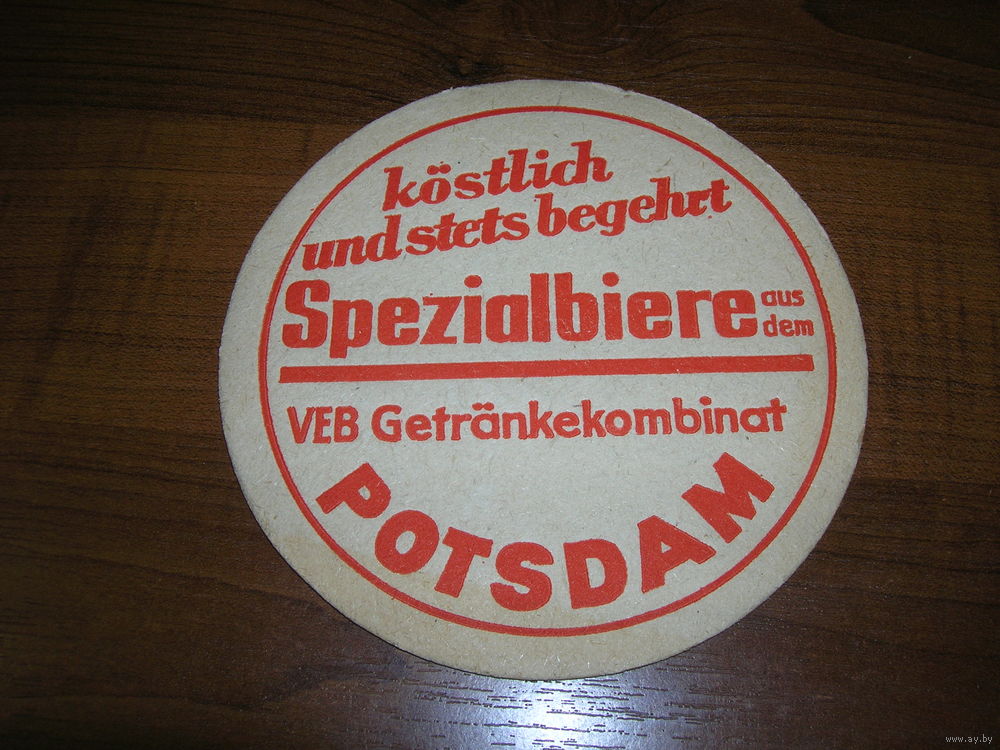 köstlich
und stets begehrt
Spezialbiere aus
dem
VEB Getränkekombinat
POTSDAM
www.ay.by